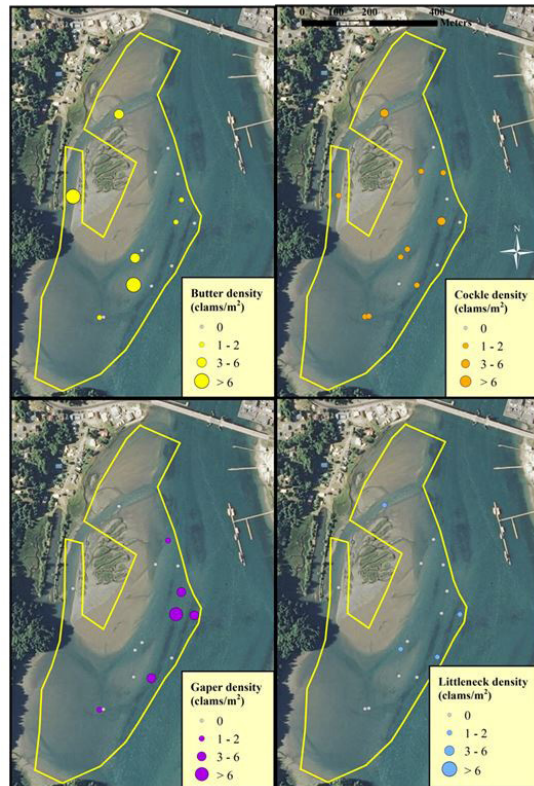 0 200 400
Meters
N
Butter density
(clams/m²)
0
1 - 2
3 - 6
> 6
Cockle density
(clams/m²)
0
1 - 2
3 - 6
> 6
Gaper density
(clams/m²)
0
1 - 2
3 - 6
> 6
Littleneck density
(clams/m²)
0
1 - 2
3 - 6
> 6